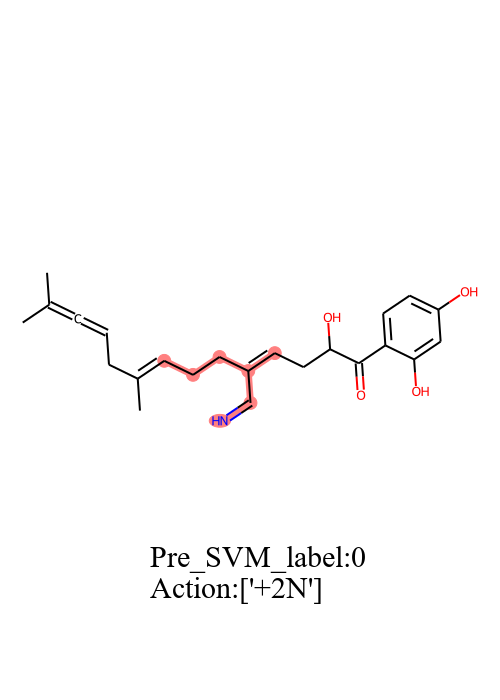 OH
OH
C
O
OH
HN
Pre_SVM_label:0
Action:['+2N']